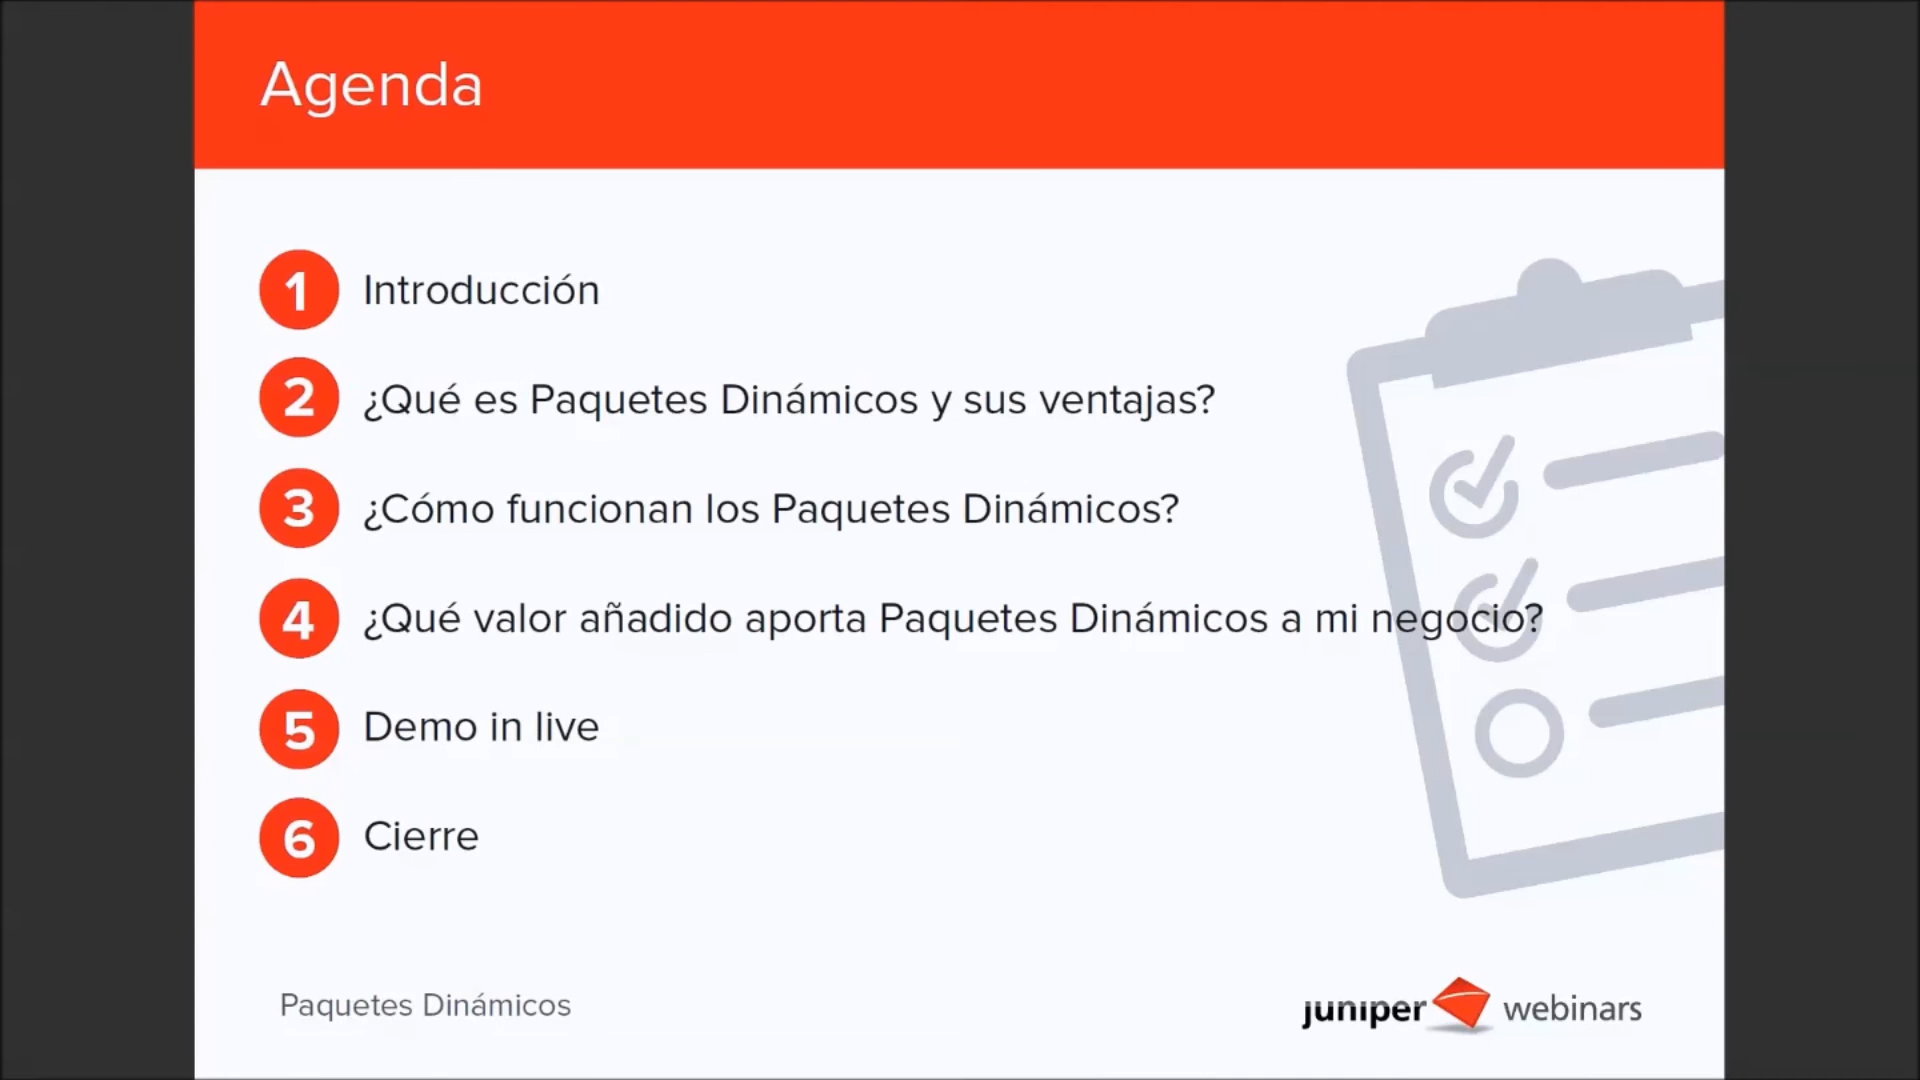 Agenda
1 Introducción
2 ¿Qué es Paquetes Dinámicos y sus ventajas?
3 ¿Cómo funcionan los Paquetes Dinámicos?
4 ¿Qué valor añadido aporta Paquetes Dinámicos a mi negocio?
5 Demo in live
6 Cierre
Paquetes Dinámicos
juniper webinars